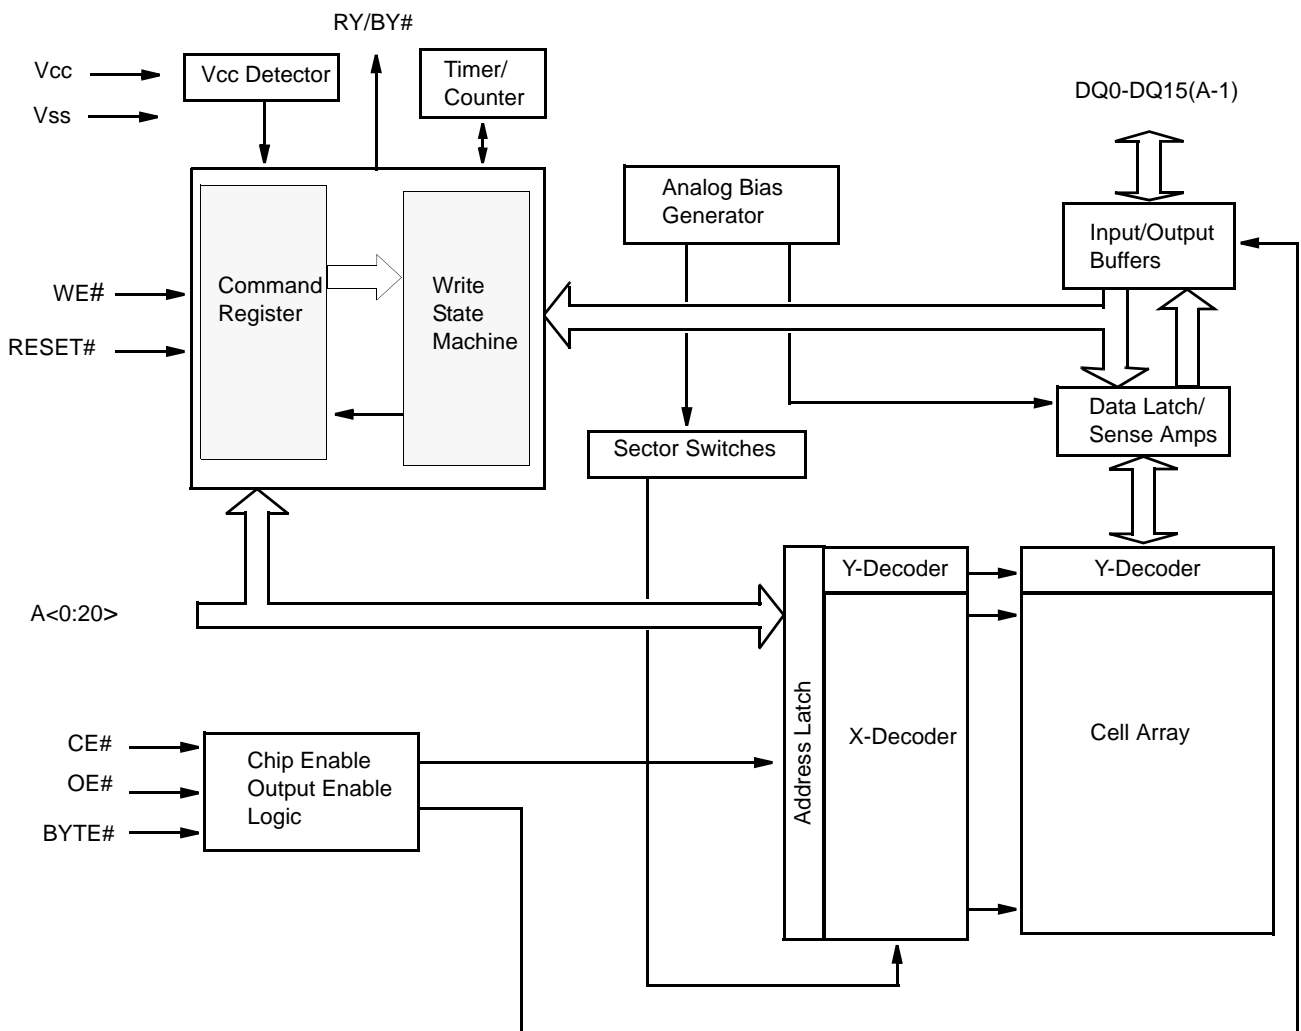 RY/BY#
Vcc
Vss
Vcc Detector
Timer/
Counter
DQ0-DQ15(A-1)
Analog Bias
Generator
Input/Output
Buffers
WE#
RESET#
Command
Register
Write
State
Machine
Data Latch/
Sense Amps
Sector Switches
A<0:20>
Y-Decoder
Y-Decoder
Address Latch
X-Decoder
Cell Array
CE#
OE#
BYTE#
Chip Enable
Output Enable
Logic